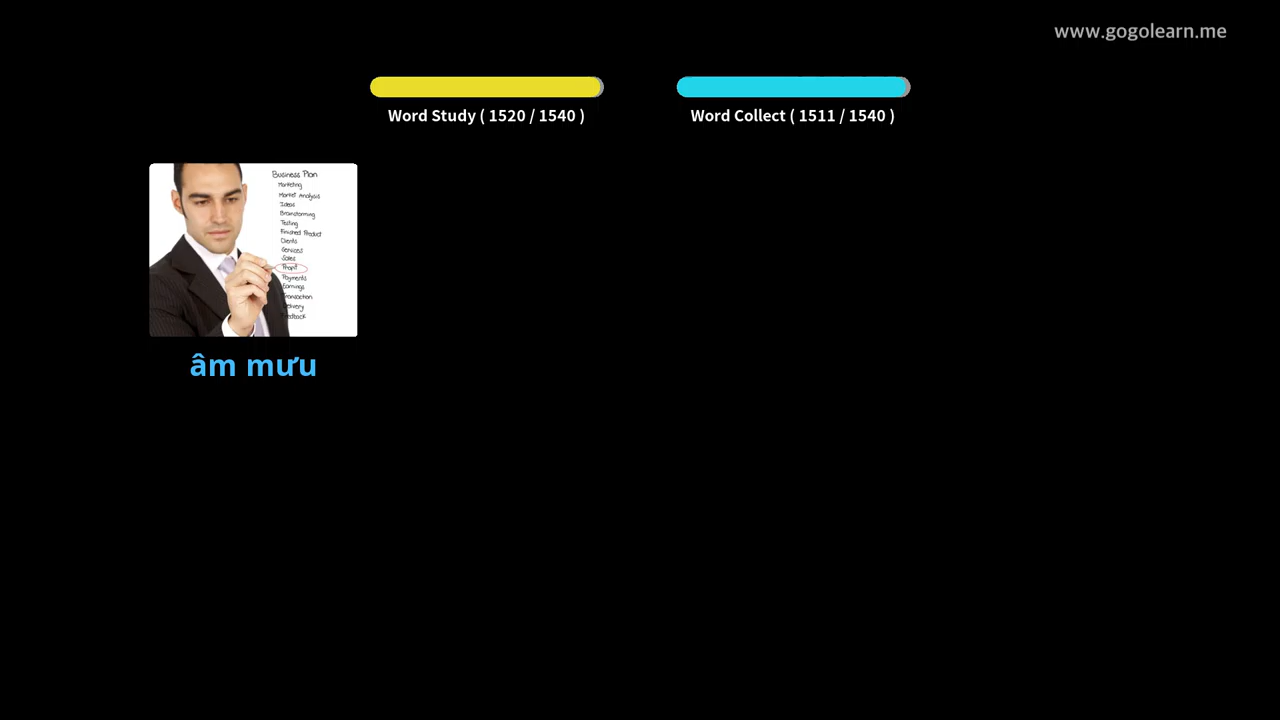 www.gogolearn.me
Word Study ( 1520 / 1540 )
Word Collect ( 1511 / 1540 )
Business Plan
Marketing
Market Analysis
Ideas
Brainstorming
Testing
Finished Product
Clients
Services
Sales
Profit
Payments
Earnings
Transaction
Delivery
Feedback
âm mưu